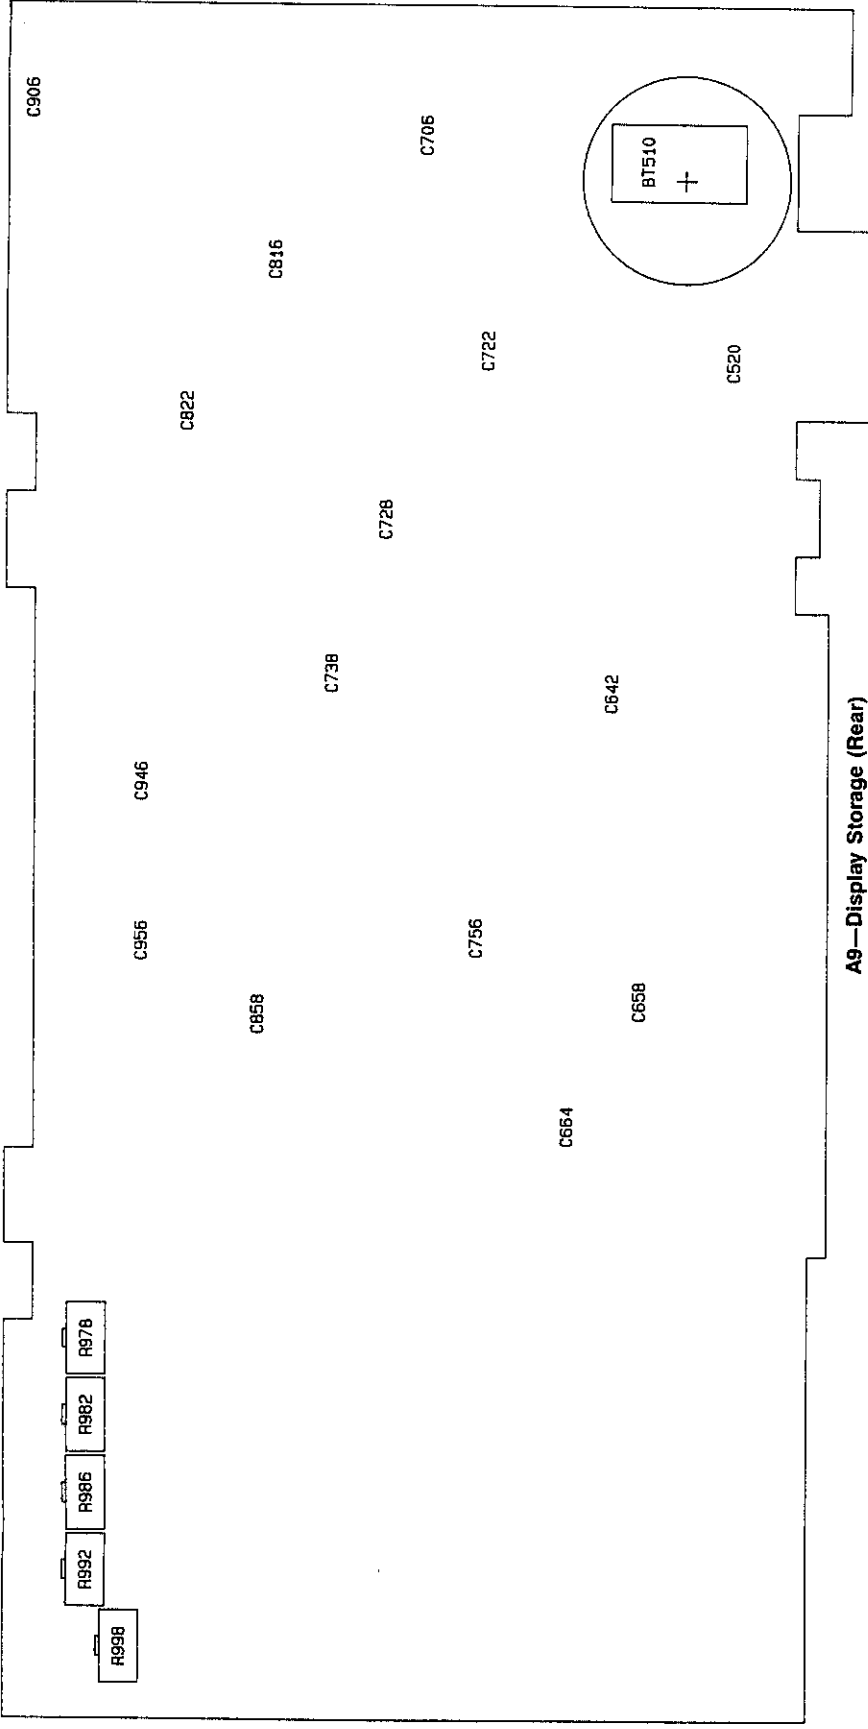 C906
C706
BT510
C816
C722
C520
C822
C728
C738
C642
C946
C956
C756
C858
C658
C664
R978
R982
R986
R992
R998
A9—Display Storage (Rear)